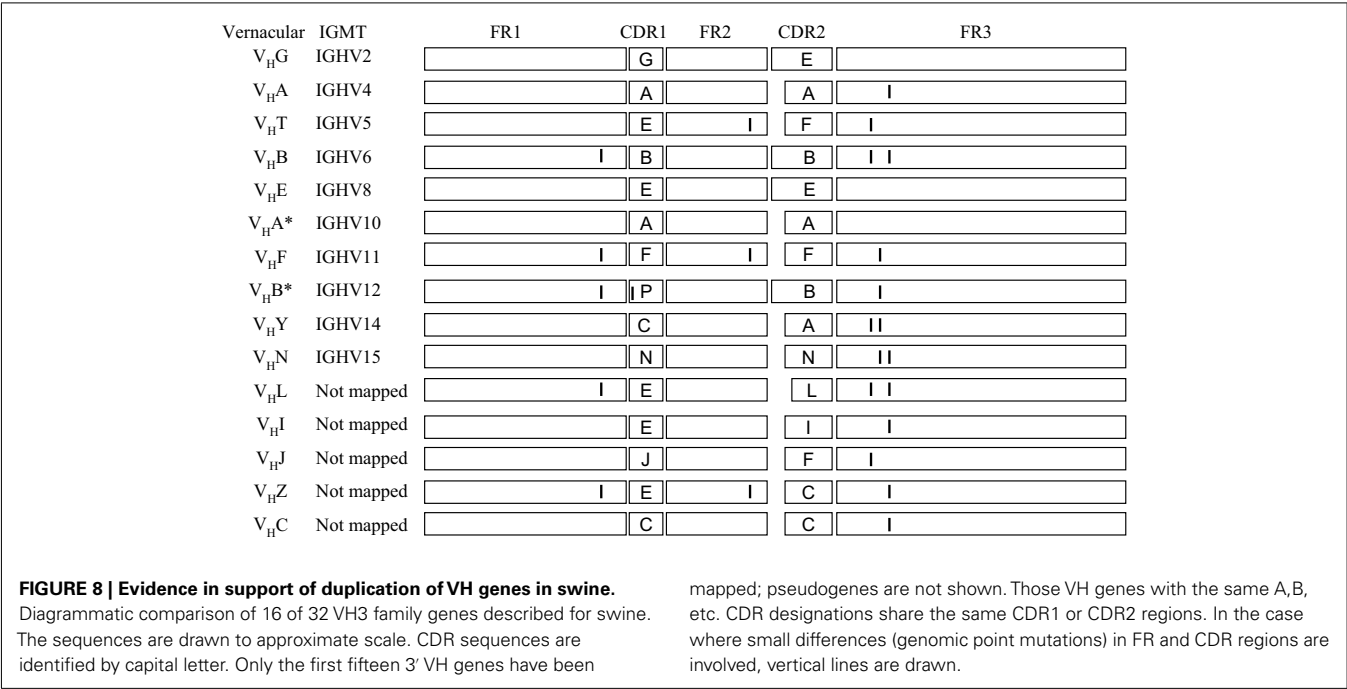 Vernacular IGMT FR1 CDR1 FR2 CDR2 FR3
VHG IGHV2 G E
VHA IGHV4 A A
VHT IGHV5 E F
VHB IGHV6 B B
VHE IGHV8 E E
VHA* IGHV10 A A
VHF IGHV11 F F
VHB* IGHV12 P B
VHY IGHV14 C A
VHN IGHV15 N N
VHL Not mapped E L
VHI Not mapped E I
VHJ Not mapped J F
VHZ Not mapped E C
VHC Not mapped C C
FIGURE 8 | Evidence in support of duplication of VH genes in swine.
Diagrammatic comparison of 16 of 32 VH3 family genes described for swine.
The sequences are drawn to approximate scale. CDR sequences are
identified by capital letter. Only the first fifteen 3′ VH genes have been
mapped; pseudogenes are not shown. Those VH genes with the same A,B,
etc. CDR designations share the same CDR1 or CDR2 regions. In the case
where small differences (genomic point mutations) in FR and CDR regions are
involved, vertical lines are drawn.